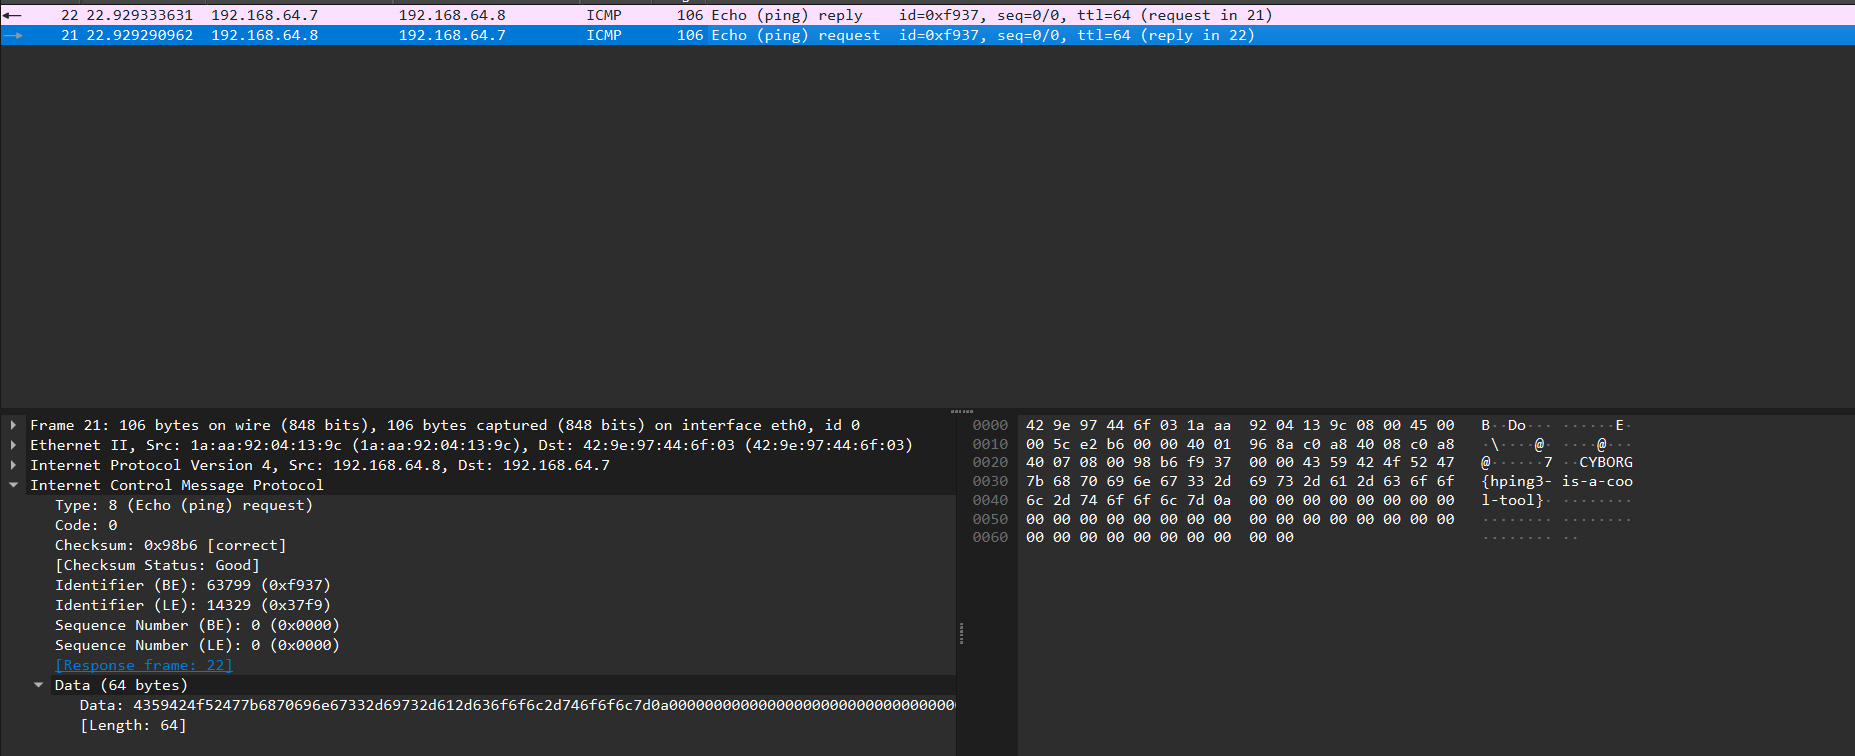 22 22.929333631 192.168.64.7 192.168.64.8 ICMP 106 Echo (ping) reply id=0xf937, seq=0/0, ttl=64 (request in 21)
21 22.929290962 192.168.64.8 192.168.64.7 ICMP 106 Echo (ping) request id=0xf937, seq=0/0, ttl=64 (reply in 22)
Frame 21: 106 bytes on wire (848 bits), 106 bytes captured (848 bits) on interface eth0, id 0
Ethernet II, Src: 1a:aa:92:04:13:9c (1a:aa:92:04:13:9c), Dst: 42:9e:97:44:6f:03 (42:9e:97:44:6f:03)
Internet Protocol Version 4, Src: 192.168.64.8, Dst: 192.168.64.7
Internet Control Message Protocol
Type: 8 (Echo (ping) request)
Code: 0
Checksum: 0x98b6 [correct]
[Checksum Status: Good]
Identifier (BE): 63799 (0xf937)
Identifier (LE): 14329 (0x37f9)
Sequence Number (BE): 0 (0x0000)
Sequence Number (LE): 0 (0x0000)
[Response frame: 22]
Data (64 bytes)
Data: 4359424f52477b6870696e67332d69732d612d636f6f6c2d746f6f6c7d0a00000000000000000000000000000000
[Length: 64]
0000 42 9e 97 44 6f 03 1a aa 92 04 13 9c 08 00 45 00 B··Do··· ······E·
0010 00 5c e2 b6 00 00 40 01 96 8a c0 a8 40 08 c0 a8 ·\····@· ····@···
0020 40 07 08 00 98 b6 f9 37 00 00 43 59 42 4f 52 47 @······7 ··CYBORG
0030 7b 68 70 69 6e 67 33 2d 69 73 2d 61 2d 63 6f 6f {hping3- is-a-coo
0040 6c 2d 74 6f 6f 6c 7d 0a 00 00 00 00 00 00 00 00 l-tool}· ········
0050 00 00 00 00 00 00 00 00 00 00 00 00 00 00 00 00 ········ ········
0060 00 00 00 00 00 00 00 00 00 00 ········ ··